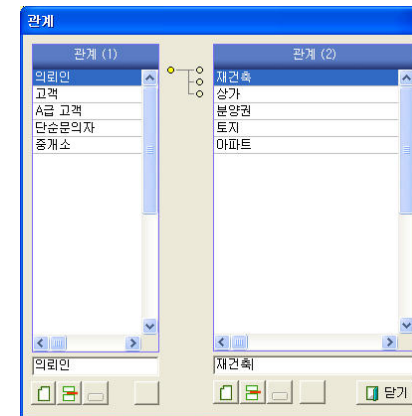 관계
관계 (1)
의뢰인
고객
A급 고객
단순문의자
중개소
의뢰인
관계 (2)
재건축
상가
분양권
토지
아파트
재건축
닫기